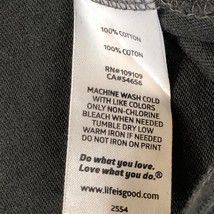 100% COTTON
100% COTON
RN#109109
CA#54656
MACHINE WASH COLD
WITH LIKE COLORS
ONLY NON-CHLORINE
BLEACH WHEN NEEDED
TUMBLE DRY LOW
WARM IRON IF NEEDED
DO NOT IRON ON PRINT
Do what you love.
Love what you do.®
www.lifeisgood.com
2554